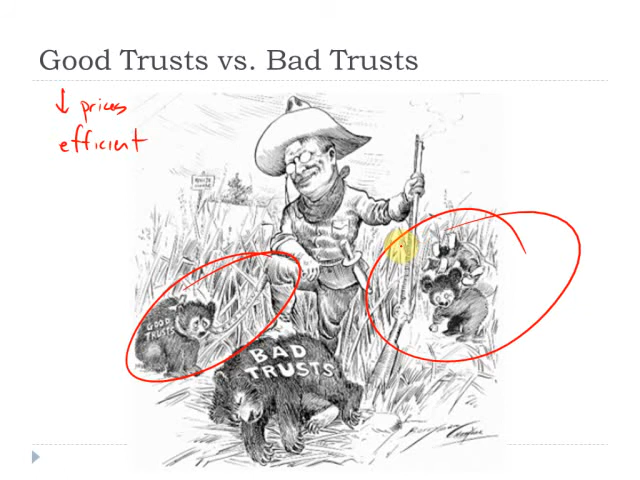 Good Trusts vs. Bad Trusts
↓ prices
efficient
GOOD
TRUSTS
BAD
TRUSTS